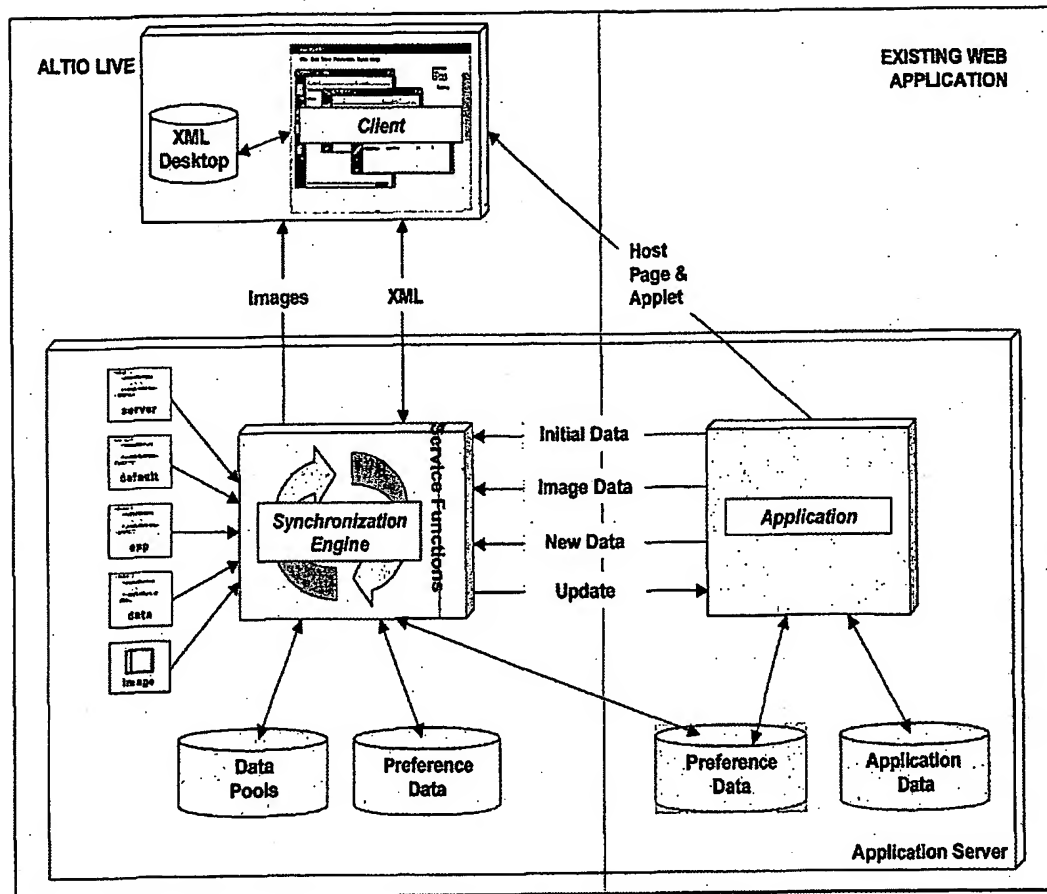 ALTIO LIVE
EXISTING WEB
APPLICATION
XML
Desktop
Client
Host
Page &
Applet
Images
XML
server
default
app
data
image
Synchronization
Engine
Service Functions
Initial Data
Image Data
New Data
Update
Application
Data
Pools
Preference
Data
Preference
Data
Application
Data
Application Server